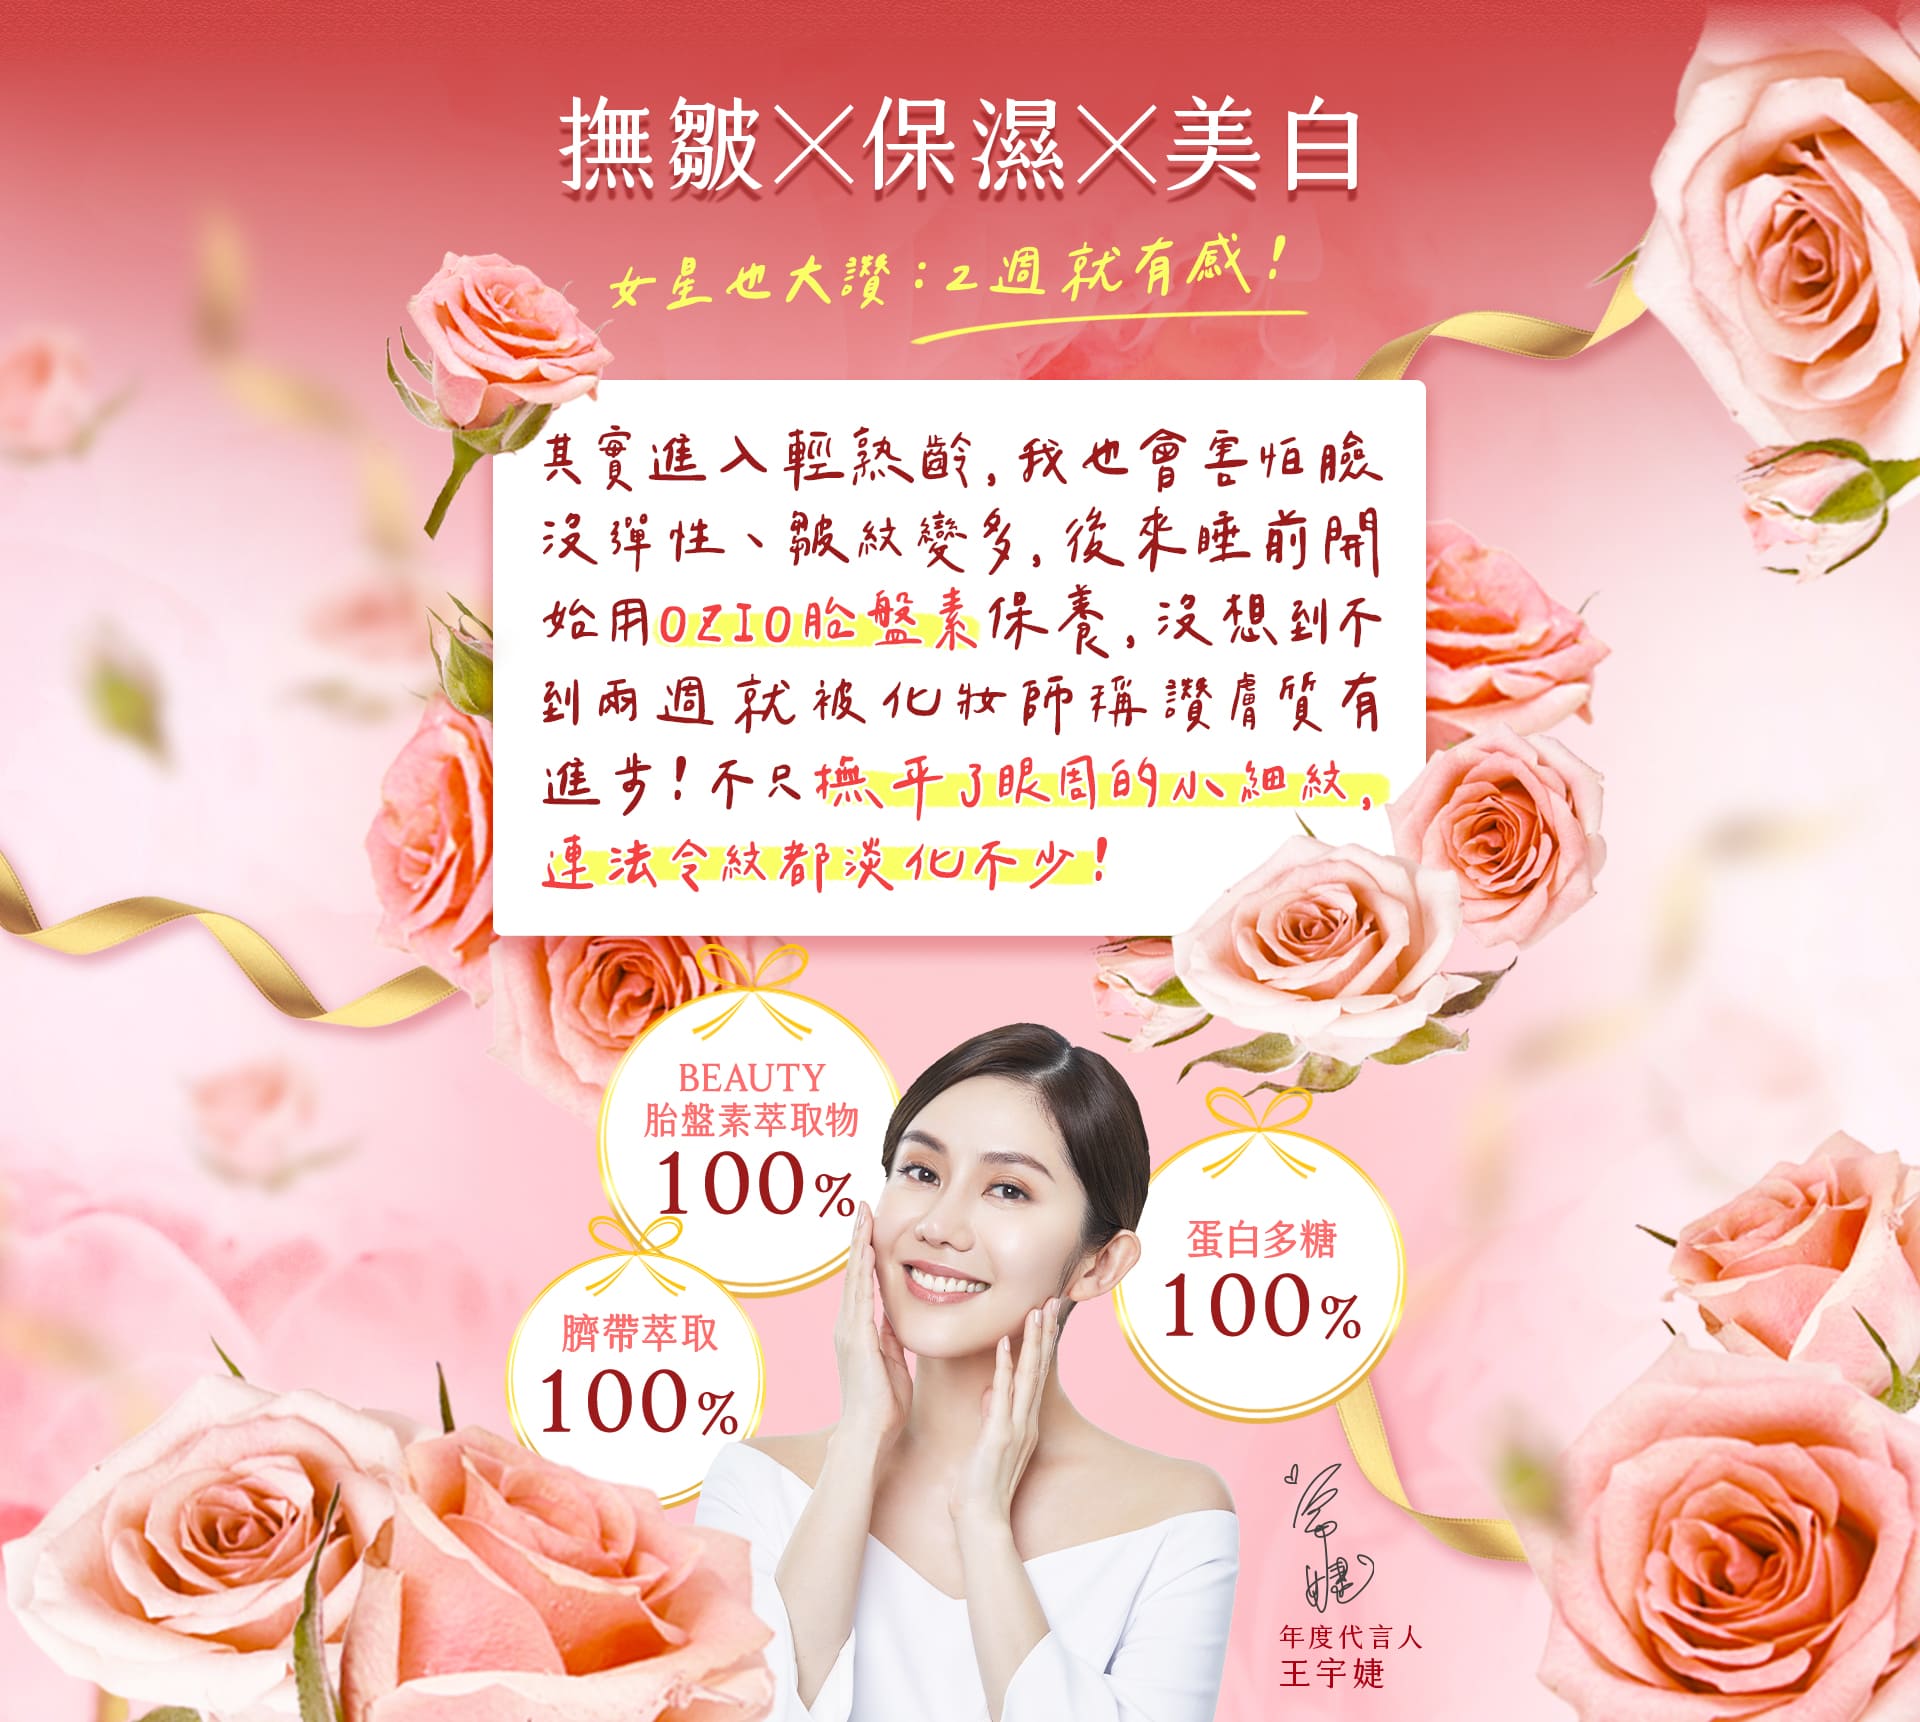 撫皺×保濕×美白
女星也大讚：2週就有感！
其實進入輕熟齡，我也會害怕臉
沒彈性、皺紋變多，後來睡前開
始用OZIO胎盤素保養，沒想到不
到兩週就被化妝師稱讚膚質有
進步！不只撫平了眼周的小細紋，
連法令紋都淡化不少！
BEAUTY
胎盤素萃取物
100%
臍帶萃取
100%
蛋白多糖
100%
年度代言人
王宇婕